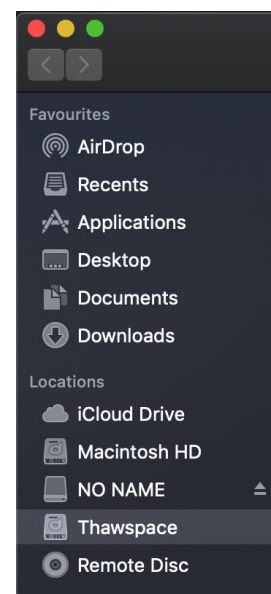 Favourites
AirDrop
Recents
Applications
Desktop
Documents
Downloads
Locations
iCloud Drive
Macintosh HD
NO NAME
Thawspace
Remote Disc